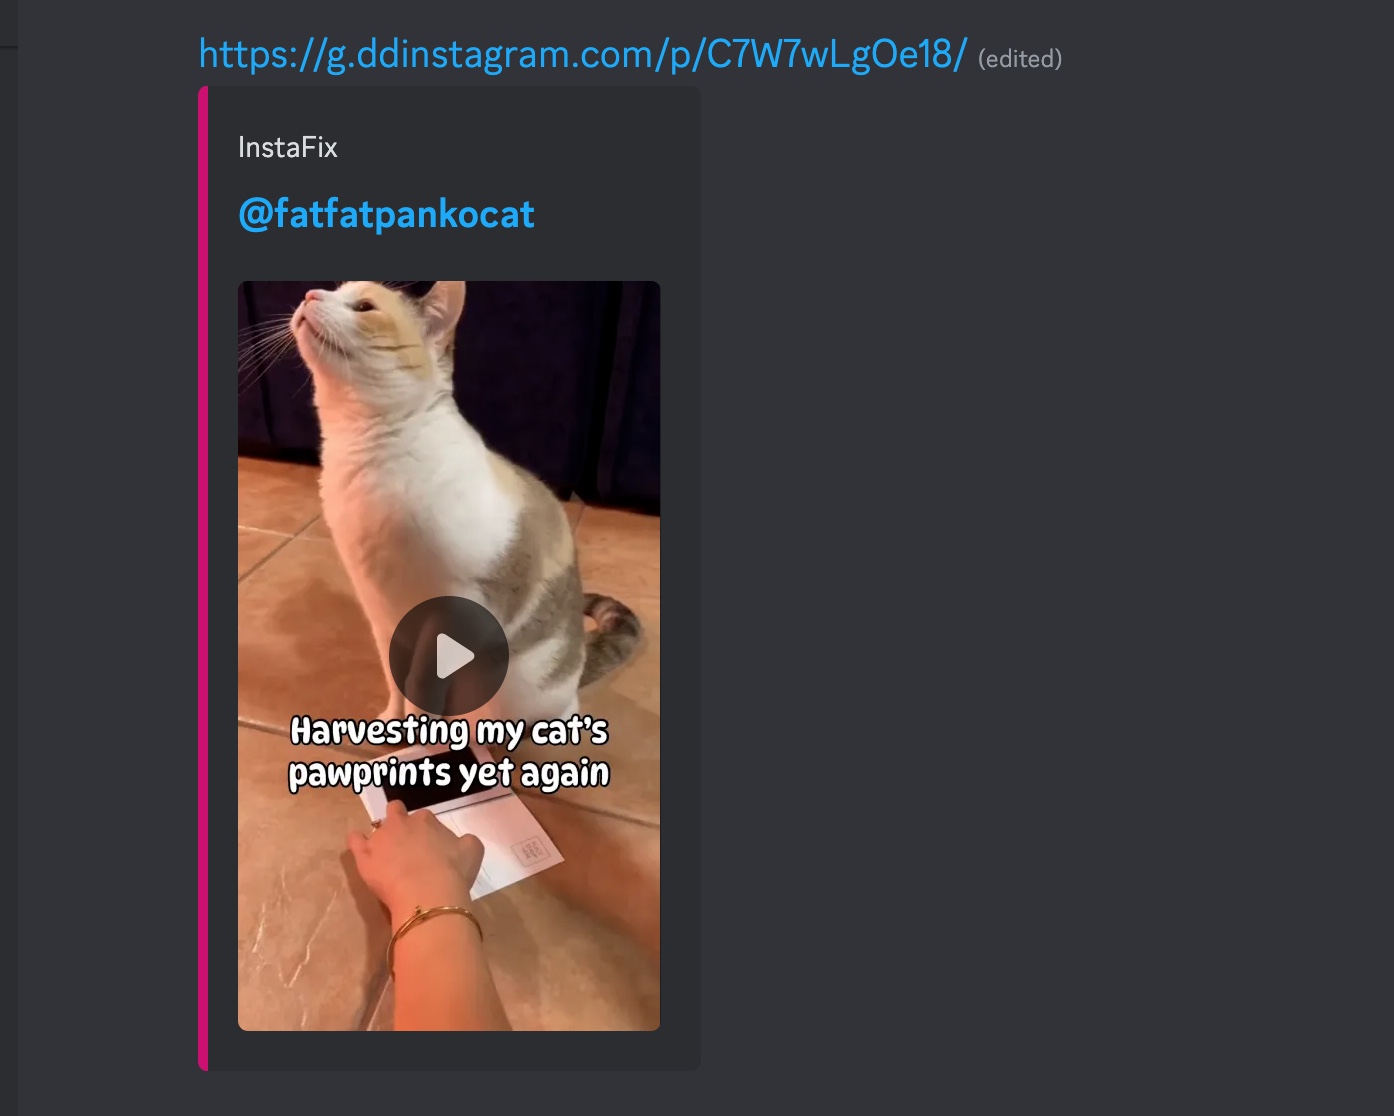 https://g.ddinstagram.com/p/C7W7wLgOe18/ (edited)
InstaFix
@fatfatpankocat
Harvesting my cat's
pawprints yet again